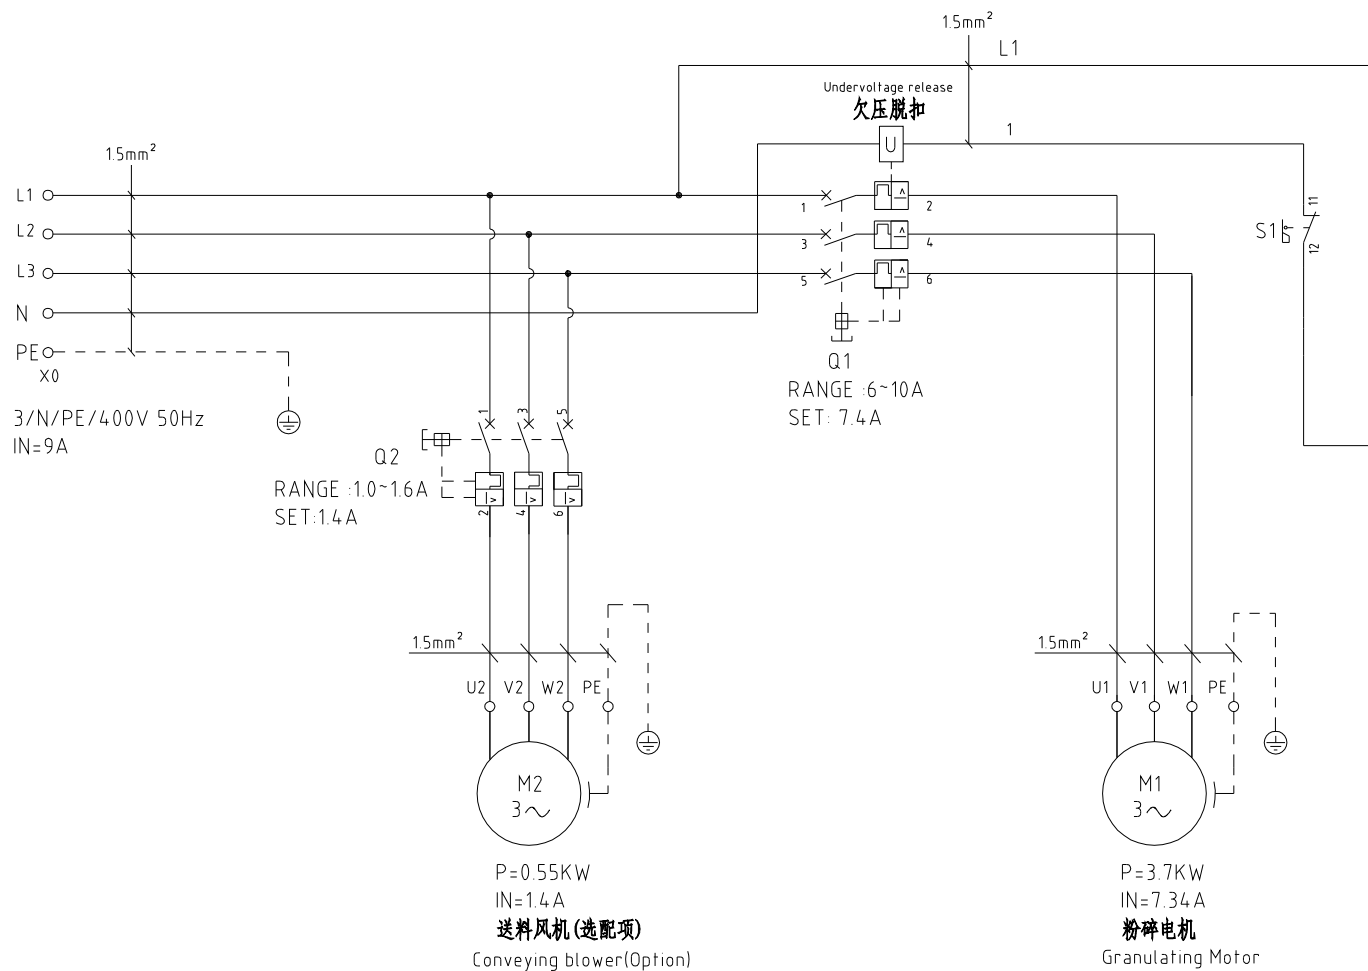 1.5mm²
L1
Undervoltage release
欠压脱扣
U
1
1.5mm²
L1
L2
L3
N
PE
X0
3/N/PE/400V 50Hz
IN=9A
1
2
3
4
5
6
Q1
RANGE :6~10A
SET: 7.4A
11
S1
12
1
3
5
Q2
RANGE :1.0~1.6A
SET:1.4A
2
4
6
1.5mm²
U2 V2 W2 PE
M2
3~
P=0.55KW
IN=1.4A
送料风机(选配项)
Conveying blower(Option)
1.5mm²
U1 V1 W1 PE
M1
3~
P=3.7KW
IN=7.34A
粉碎电机
Granulating Motor